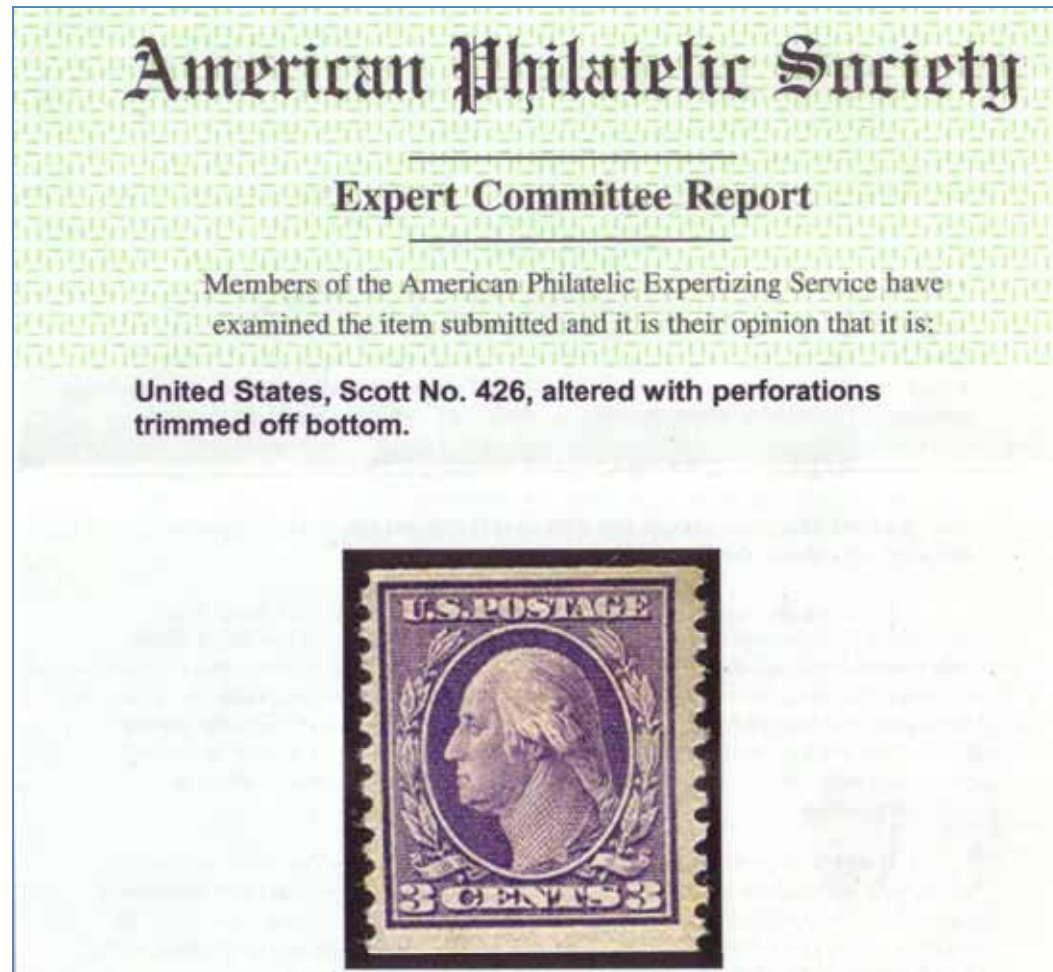 American Philatelic Society
Expert Committee Report
Members of the American Philatelic Expertizing Service have
examined the item submitted and it is their opinion that it is:
United States, Scott No. 426, altered with perforations
trimmed off bottom.
U.S.POSTAGE
3 CENTS 3